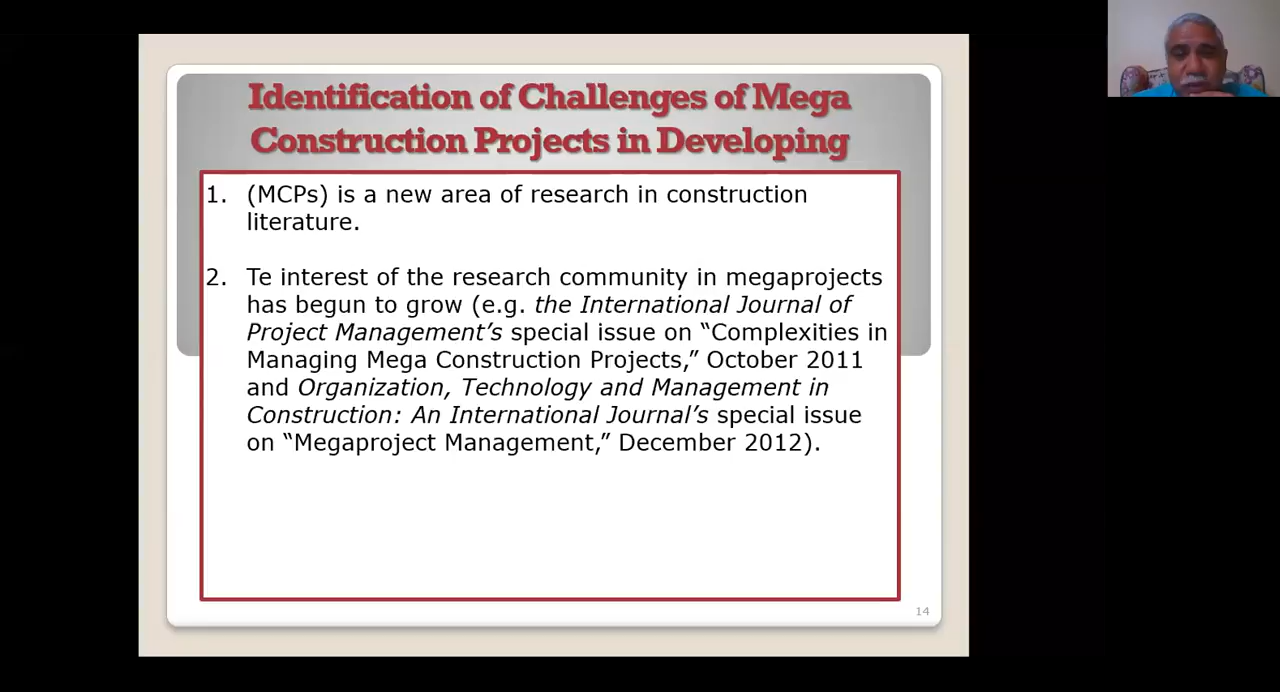 Identification of Challenges of Mega
Construction Projects in Developing
1. (MCPs) is a new area of research in construction
literature.
2. Te interest of the research community in megaprojects
has begun to grow (e.g. the International Journal of
Project Management’s special issue on “Complexities in
Managing Mega Construction Projects,” October 2011
and Organization, Technology and Management in
Construction: An International Journal’s special issue
on “Megaproject Management,” December 2012).
14